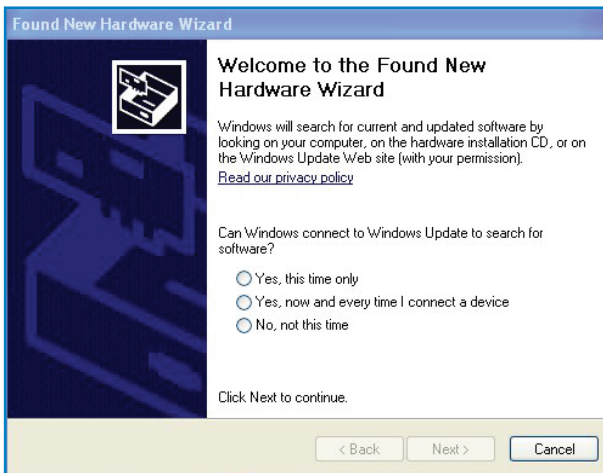 Found New Hardware Wizard
Welcome to the Found New
Hardware Wizard
Windows will search for current and updated software by
looking on your computer, on the hardware installation CD, or on
the Windows Update Web site (with your permission).
Read our privacy policy
Can Windows connect to Windows Update to search for
software?
Yes, this time only
Yes, now and every time I connect a device
No, not this time
Click Next to continue.
< Back Next > Cancel